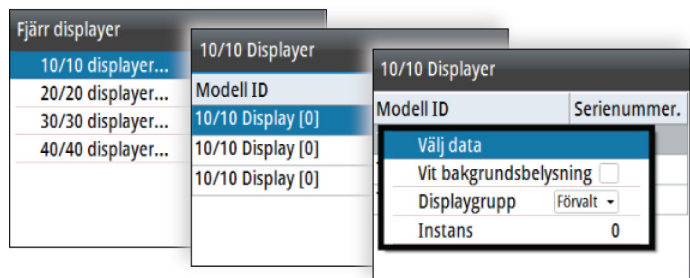 Fjärr displayer
10/10 displayer...
20/20 displayer...
30/30 displayer...
40/40 displayer...
10/10 Displayer
Modell ID
10/10 Display [0]
10/10 Display [0]
10/10 Display [0]
10/10 Displayer
Modell ID Serienummer.
Välj data
Vit bakgrundsbelysning
Displaygrupp Förvalt
Instans 0